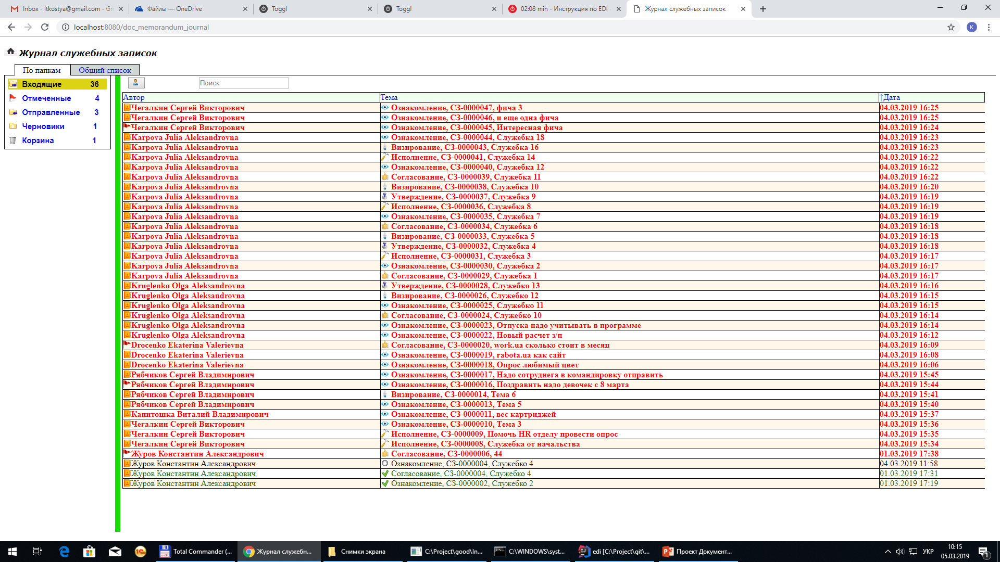 Inbox - itkostya@gmail.com - Gm
Файлы — OneDrive
Toggl
Toggl
02:08 min - Инструкция по EDI -
Журнал служебных записок
localhost:8080/doc_memorandum_journal
K
Журнал служебных записок
По папкам Общий список
Входящие 36
Отмеченные 4
Отправленные 3
Черновики 1
Корзина 1
Поиск
Автор Тема ↑Дата
Чегалкин Сергей Викторович Ознакомление, СЗ-0000047, фича 3 04.03.2019 16:25
Чегалкин Сергей Викторович Ознакомление, СЗ-0000046, и еще одна фича 04.03.2019 16:25
Чегалкин Сергей Викторович Ознакомление, СЗ-0000045, Интересная фича 04.03.2019 16:24
Karpova Julia Aleksandrovna Ознакомление, СЗ-0000044, Служебка 18 04.03.2019 16:23
Karpova Julia Aleksandrovna Визирование, СЗ-0000043, Служебка 16 04.03.2019 16:23
Karpova Julia Aleksandrovna Исполнение, СЗ-0000041, Служебка 14 04.03.2019 16:22
Karpova Julia Aleksandrovna Ознакомление, СЗ-0000040, Служебка 12 04.03.2019 16:22
Karpova Julia Aleksandrovna Согласование, СЗ-0000039, Служебка 11 04.03.2019 16:22
Karpova Julia Aleksandrovna Визирование, СЗ-0000038, Служебка 10 04.03.2019 16:20
Karpova Julia Aleksandrovna Утверждение, СЗ-0000037, Служебка 9 04.03.2019 16:19
Karpova Julia Aleksandrovna Исполнение, СЗ-0000036, Служебка 8 04.03.2019 16:19
Karpova Julia Aleksandrovna Ознакомление, СЗ-0000035, Служебка 7 04.03.2019 16:19
Karpova Julia Aleksandrovna Согласование, СЗ-0000034, Служебка 6 04.03.2019 16:18
Karpova Julia Aleksandrovna Визирование, СЗ-0000033, Служебка 5 04.03.2019 16:18
Karpova Julia Aleksandrovna Утверждение, СЗ-0000032, Служебка 4 04.03.2019 16:18
Karpova Julia Aleksandrovna Исполнение, СЗ-0000031, Служебка 3 04.03.2019 16:17
Karpova Julia Aleksandrovna Ознакомление, СЗ-0000030, Служебка 2 04.03.2019 16:17
Karpova Julia Aleksandrovna Согласование, СЗ-0000029, Служебка 1 04.03.2019 16:17
Kruglenko Olga Aleksandrovna Утверждение, СЗ-0000028, Служебко 13 04.03.2019 16:16
Kruglenko Olga Aleksandrovna Визирование, СЗ-0000026, Служебко 12 04.03.2019 16:15
Kruglenko Olga Aleksandrovna Ознакомление, СЗ-0000025, Служебко 11 04.03.2019 16:15
Kruglenko Olga Aleksandrovna Согласование, СЗ-0000024, Служебко 10 04.03.2019 16:14
Kruglenko Olga Aleksandrovna Ознакомление, СЗ-0000023, Отпуска надо учитывать в программе 04.03.2019 16:14
Kruglenko Olga Aleksandrovna Ознакомление, СЗ-0000022, Новый расчет з/п 04.03.2019 16:12
Drocenko Ekaterina Valerievna Согласование, СЗ-0000020, work.ua сколько стоит в месяц 04.03.2019 16:09
Drocenko Ekaterina Valerievna Ознакомление, СЗ-0000019, rabota.ua как сайт 04.03.2019 16:08
Drocenko Ekaterina Valerievna Ознакомление, СЗ-0000018, Опрос любимый цвет 04.03.2019 16:06
Рябчиков Сергей Владимирович Ознакомление, СЗ-0000017, Надо сотруднега в командировку отправить 04.03.2019 15:45
Рябчиков Сергей Владимирович Ознакомление, СЗ-0000016, Поздравить надо девочек с 8 марта 04.03.2019 15:44
Рябчиков Сергей Владимирович Визирование, СЗ-0000014, Тема 6 04.03.2019 15:41
Рябчиков Сергей Владимирович Ознакомление, СЗ-0000013, Тема 5 04.03.2019 15:40
Капитошка Виталий Владимирович Ознакомление, СЗ-0000011, вес картриджей 04.03.2019 15:37
Чегалкин Сергей Викторович Ознакомление, СЗ-0000010, Тема 3 04.03.2019 15:36
Чегалкин Сергей Викторович Исполнение, СЗ-0000009, Помочь HR отделу провести опрос 04.03.2019 15:35
Чегалкин Сергей Викторович Исполнение, СЗ-0000008, Служебка от начальства 04.03.2019 15:34
Журов Константин Александрович Согласование, СЗ-0000006, 44 01.03.2019 17:38
Журов Константин Александрович Ознакомление, СЗ-0000004, Служебко 4 04.03.2019 11:58
Журов Константин Александрович Согласование, СЗ-0000004, Служебко 4 01.03.2019 17:31
Журов Константин Александрович Ознакомление, СЗ-0000002, Служебко 2 01.03.2019 17:19
Total Commander (...
Журнал служебн...
Снимки экрана
C:\Project\good\In...
C:\WINDOWS\syst...
edi [C:\Project\git\...
Проект Документ...
УКР
10:15
05.03.2019
1